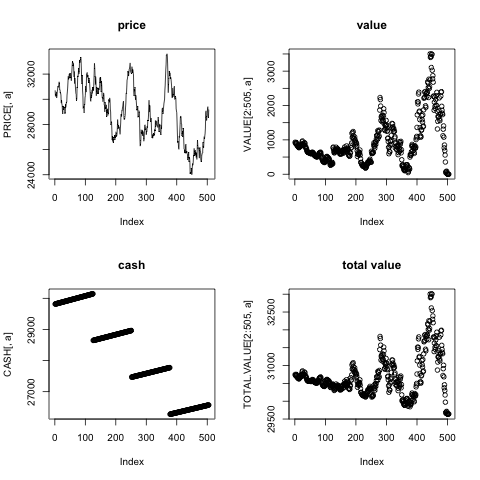 price
PRICE[, a]
24000 28000 32000
0 100 200 300 400 500
Index
value
VALUE[2:505, a]
0 1000 2000 3000
0 100 200 300 400 500
Index
cash
CASH[, a]
27000 29000
0 100 200 300 400 500
Index
total value
TOTAL.VALUE[2:505, a]
29500 31000 32500
0 100 200 300 400 500
Index